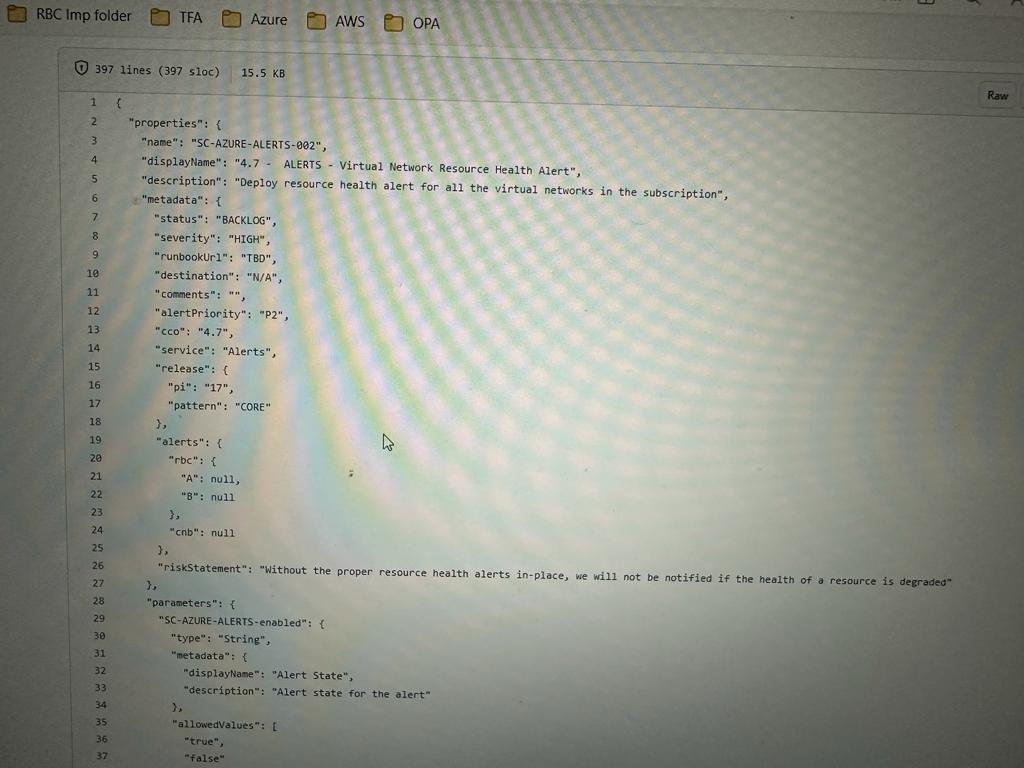 RBC Imp folder TFA Azure AWS OPA
397 lines (397 sloc) 15.5 KB
Raw
1 {
2 "properties": {
3 "name": "SC-AZURE-ALERTS-002",
4 "displayName": "4.7 -  ALERTS - Virtual Network Resource Health Alert",
5 "description": "Deploy resource health alert for all the virtual networks in the subscription",
6 "metadata": {
7 "status": "BACKLOG",
8 "severity": "HIGH",
9 "runbookUrl": "TBD",
10 "destination": "N/A",
11 "comments": "",
12 "alertPriority": "P2",
13 "cco": "4.7",
14 "service": "Alerts",
15 "release": {
16 "pi": "17",
17 "pattern": "CORE"
18 },
19 "alerts": {
20 "rbc": {
21 "A": null,
22 "B": null
23 },
24 "cnb": null
25 },
26 "riskStatement": "Without the proper resource health alerts in-place, we will not be notified if the health of a resource is degraded"
27 },
28 "parameters": {
29 "SC-AZURE-ALERTS-enabled": {
30 "type": "String",
31 "metadata": {
32 "displayName": "Alert State",
33 "description": "Alert state for the alert"
34 },
35 "allowedValues": [
36 "true",
37 "false"